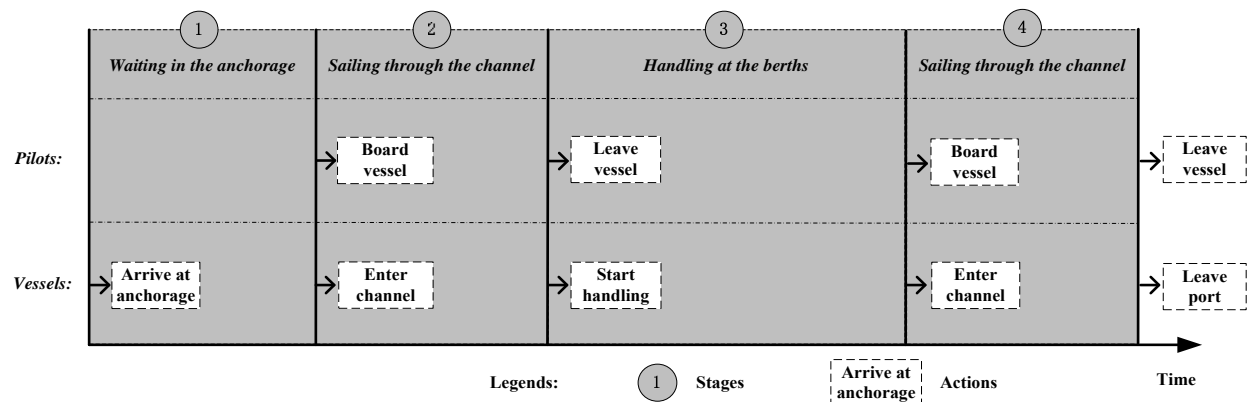 1 2 3 4
Waiting in the anchorage Sailing through the channel Handling at the berths Sailing through the channel
Pilots:
Board
vessel
Leave
vessel
Board
vessel
Leave
vessel
Vessels:
Arrive at
anchorage
Enter
channel
Start
handling
Enter
channel
Leave
port
Legends: 1 Stages
Arrive at
anchorage
Actions
Time